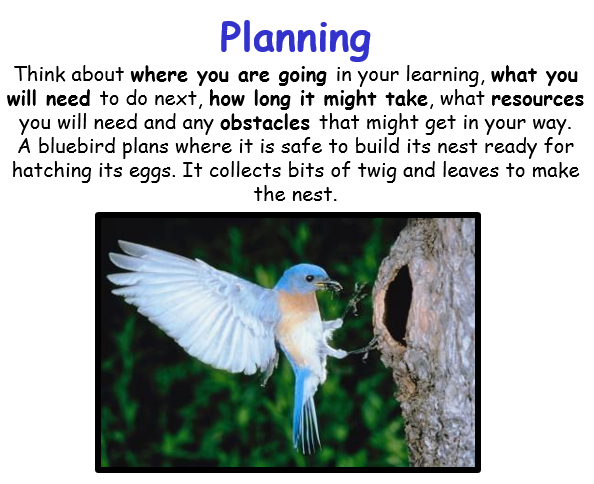 Planning
Think about where you are going in your learning, what you
will need to do next, how long it might take, what resources
you will need and any obstacles that might get in your way.
A bluebird plans where it is safe to build its nest ready for
hatching its eggs. It collects bits of twig and leaves to make
the nest.